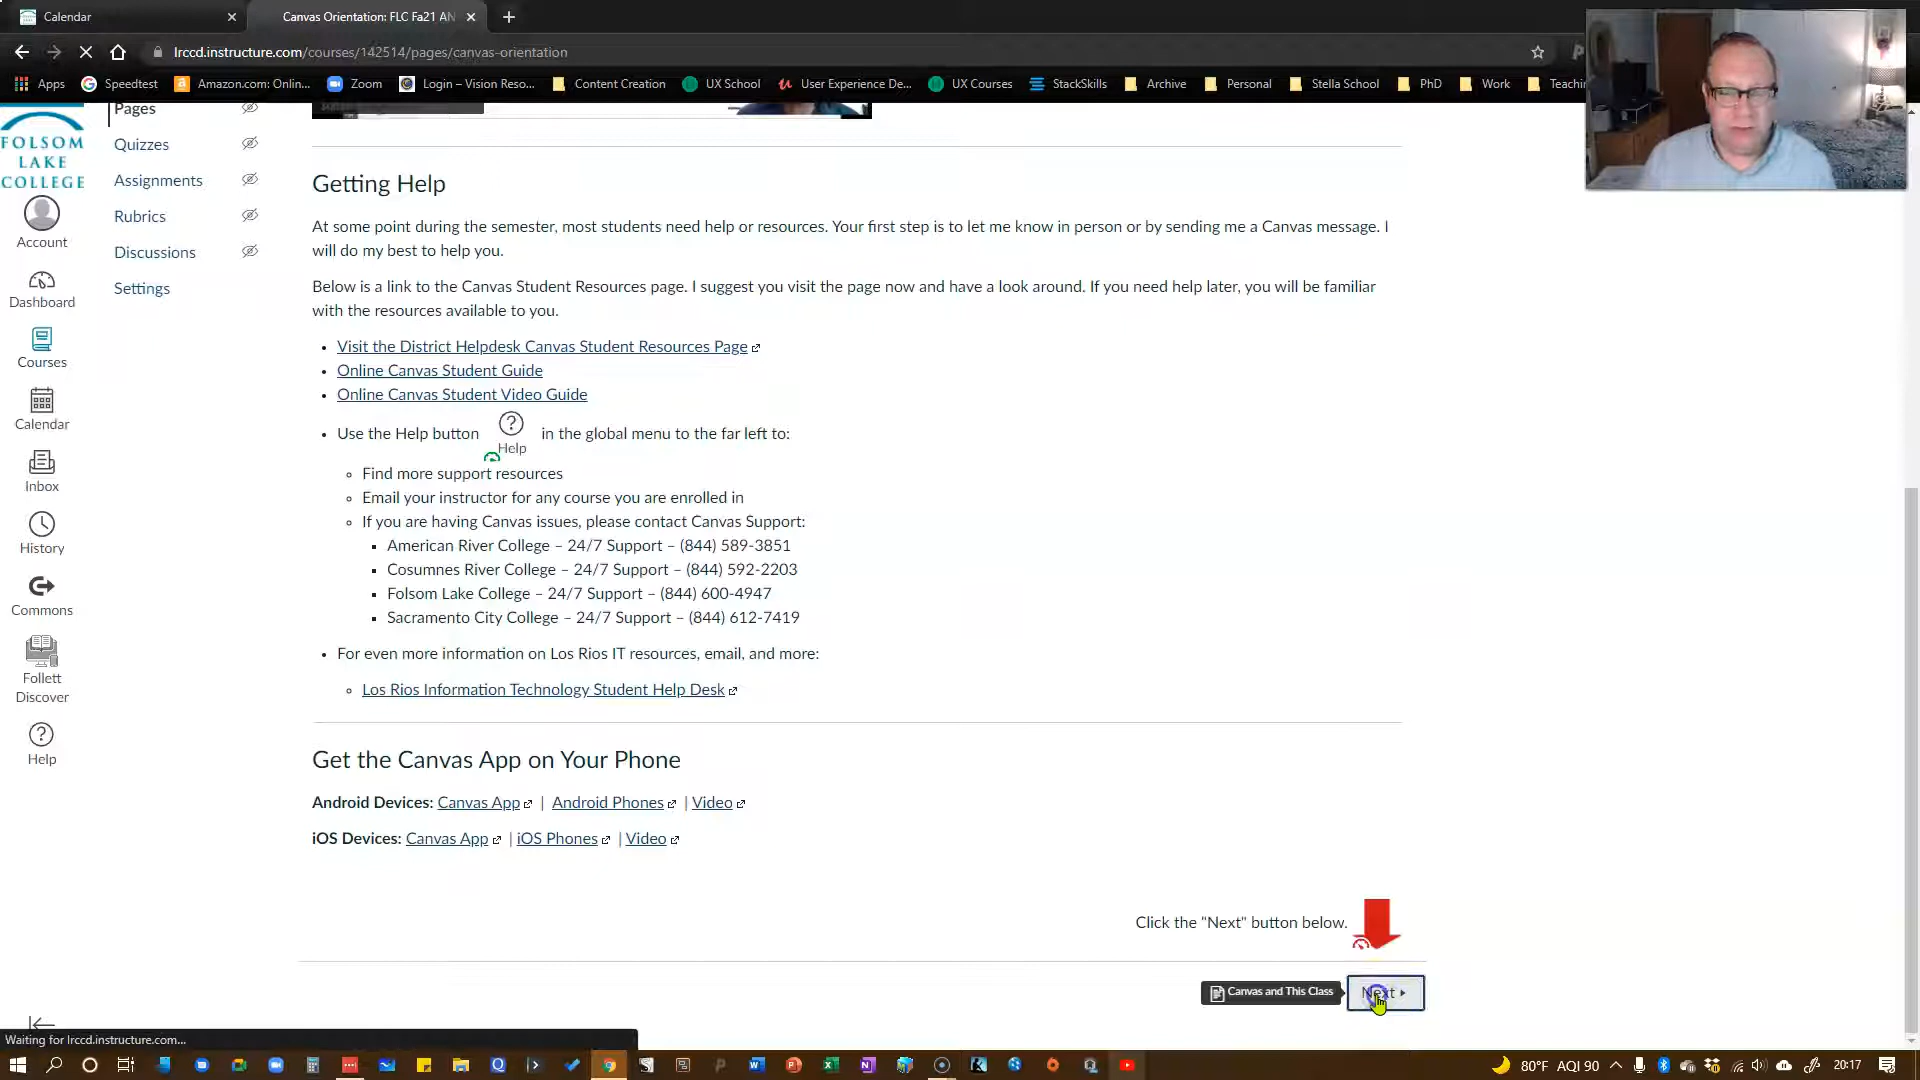 Calendar
Canvas Orientation: FLC Fa21 AN
lrccd.instructure.com/courses/142514/pages/canvas-orientation
Apps Speedtest Amazon.com: Onlin... Zoom Login – Vision Reso... Content Creation UX School User Experience De... UX Courses StackSkills Archive Personal Stella School PhD Work Teachin
FOLSOM
LAKE
COLLEGE
Account
Dashboard
Courses
Calendar
Inbox
History
Commons
Follett
Discover
Help
Pages
Quizzes
Assignments
Rubrics
Discussions
Settings
Getting Help
At some point during the semester, most students need help or resources. Your first step is to let me know in person or by sending me a Canvas message. I
will do my best to help you.
Below is a link to the Canvas Student Resources page. I suggest you visit the page now and have a look around. If you need help later, you will be familiar
with the resources available to you.
Visit the District Helpdesk Canvas Student Resources Page
Online Canvas Student Guide
Online Canvas Student Video Guide
Use the Help button Help in the global menu to the far left to:
Find more support resources
Email your instructor for any course you are enrolled in
If you are having Canvas issues, please contact Canvas Support:
American River College – 24/7 Support – (844) 589-3851
Cosumnes River College – 24/7 Support – (844) 592-2203
Folsom Lake College – 24/7 Support – (844) 600-4947
Sacramento City College – 24/7 Support – (844) 612-7419
For even more information on Los Rios IT resources, email, and more:
Los Rios Information Technology Student Help Desk
Get the Canvas App on Your Phone
Android Devices: Canvas App | Android Phones | Video
iOS Devices: Canvas App | iOS Phones | Video
Click the "Next" button below.
Canvas and This Class
Next
Waiting for lrccd.instructure.com...
80°F AQI 90 20:17